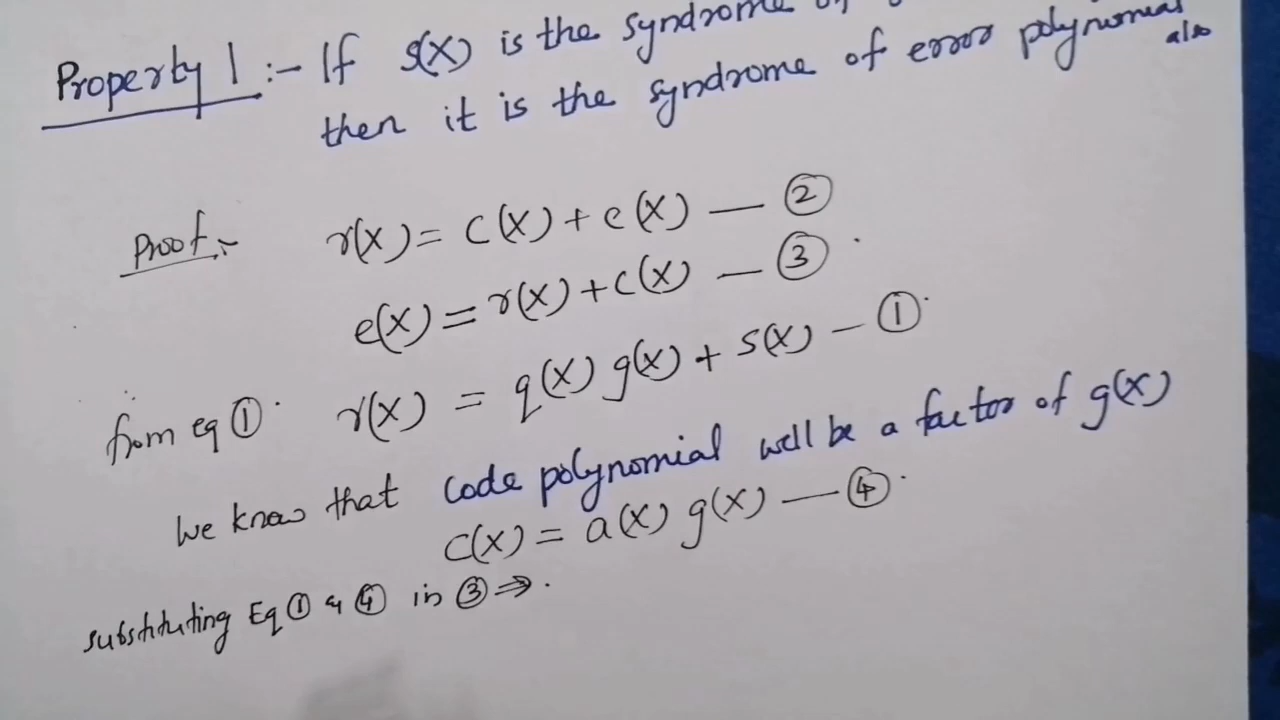 Property 1 :- If s(X) is the syndrome of
then it is the syndrome of error polynomial also
Proof :- r(X) = c(X) + e(X) — ②
e(X) = r(X) + c(X) — ③
from eq ① r(X) = q(X) g(X) + s(X) — ①
We know that code polynomial will be a factor of g(X)
c(X) = a(X) g(X) — ④
substituting Eq ① & ④ in ③ ⇒